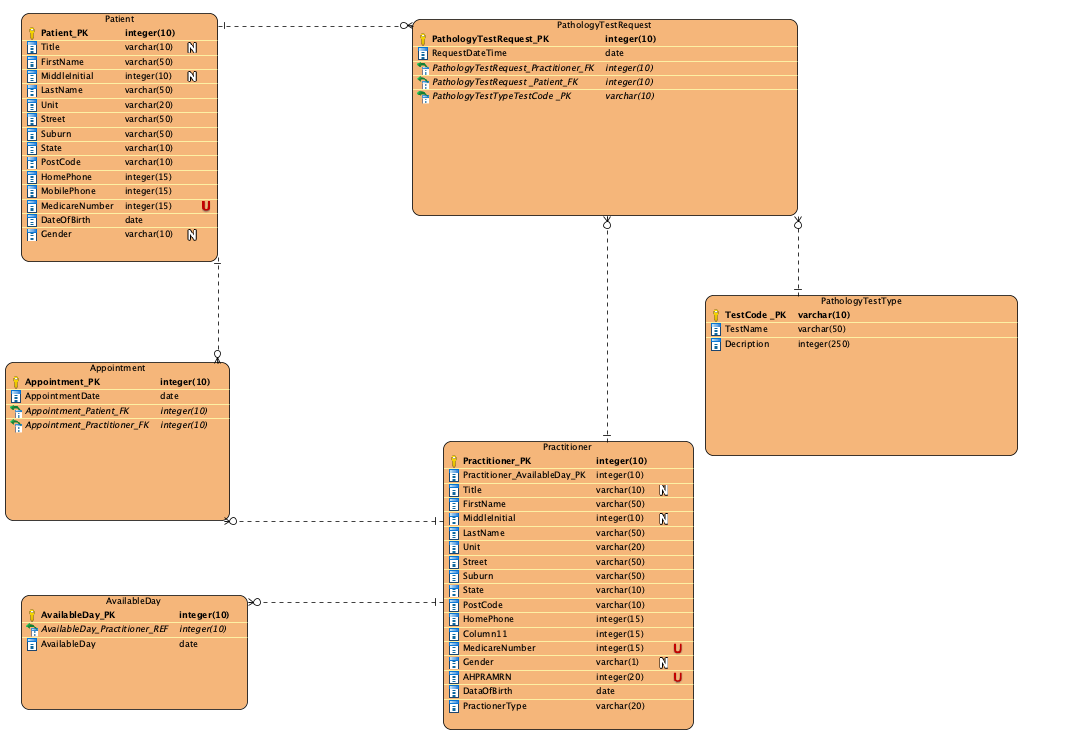 Patient
Patient_PK integer(10)
Title varchar(10) N
FirstName varchar(50)
MiddleInitial integer(10) N
LastName varchar(50)
Unit varchar(20)
Street varchar(50)
Suburn varchar(50)
State varchar(10)
PostCode varchar(10)
HomePhone integer(15)
MobilePhone integer(15)
MedicareNumber integer(15) U
DateOfBirth date
Gender varchar(10) N
PathologyTestRequest
PathologyTestRequest_PK integer(10)
RequestDateTime date
PathologyTestRequest_Practitioner_FK integer(10)
PathologyTestRequest _Patient_FK integer(10)
PathologyTestTypeTestCode _PK varchar(10)
PathologyTestType
TestCode _PK varchar(10)
TestName varchar(50)
Decription integer(250)
Appointment
Appointment_PK integer(10)
AppointmentDate date
Appointment_Patient_FK integer(10)
Appointment_Practitioner_FK integer(10)
Practitioner
Practitioner_PK integer(10)
Practitioner_AvailableDay_PK integer(10)
Title varchar(10) N
FirstName varchar(50)
MiddleInitial integer(10) N
LastName varchar(50)
Unit varchar(20)
Street varchar(50)
Suburn varchar(50)
State varchar(10)
PostCode varchar(10)
HomePhone integer(15)
Column11 integer(15)
MedicareNumber integer(15) U
Gender varchar(1) N
AHPRAMRN integer(20) U
DataOfBirth date
PractionerType varchar(20)
AvailableDay
AvailableDay_PK integer(10)
AvailableDay_Practitioner_REF integer(10)
AvailableDay date